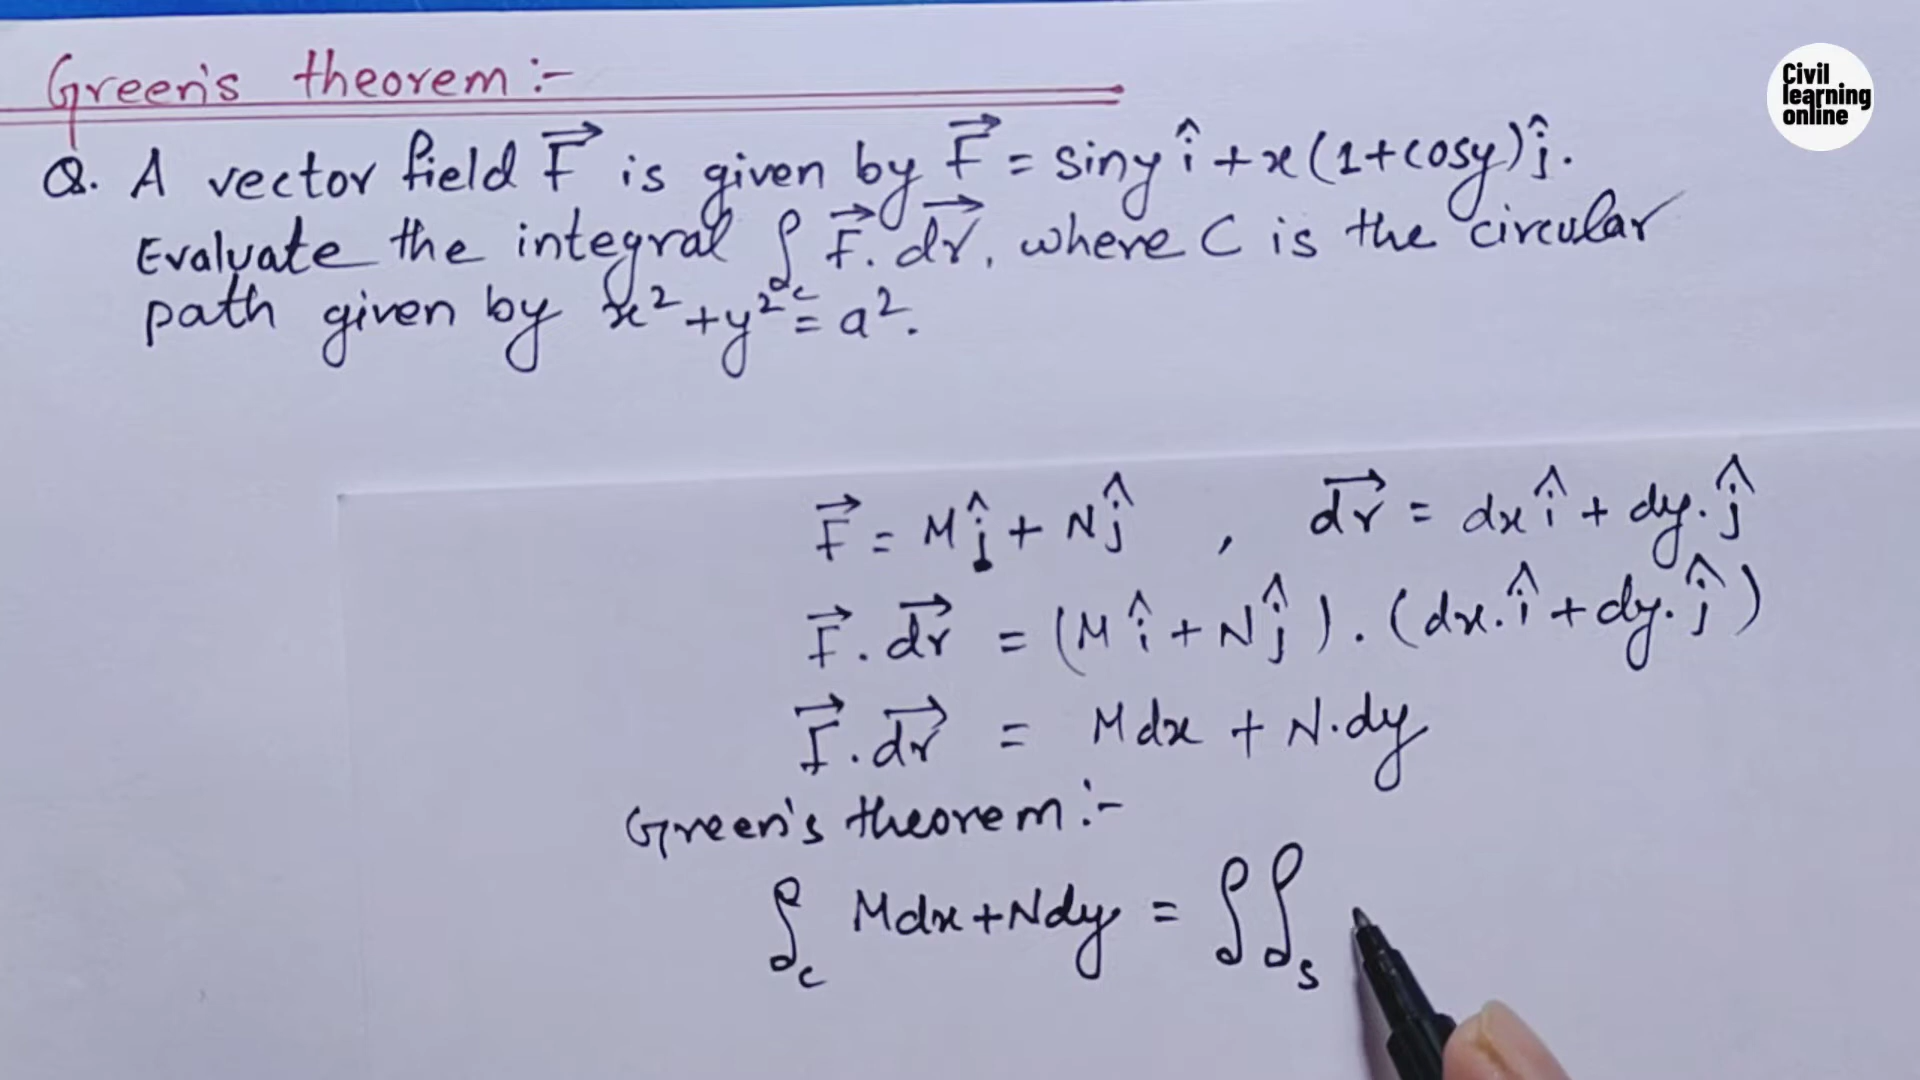 Green's theorem :-
Civil
learning
online
Q. A vector field F⃗ is given by F⃗ = siny î + x(1+cosy) ĵ.
Evaluate the integral ∫c F⃗. dr⃗, where C is the circular
path given by x² + y² = a².
F⃗ = M ĵ + N ĵ , dr⃗ = dx î + dy. ĵ
F⃗. dr⃗ = (M î + N ĵ). (dx. î + dy. ĵ)
F⃗. dr⃗ = Mdx + N.dy
Green's theorem :-
∫c Mdx + Ndy = ∫∫s